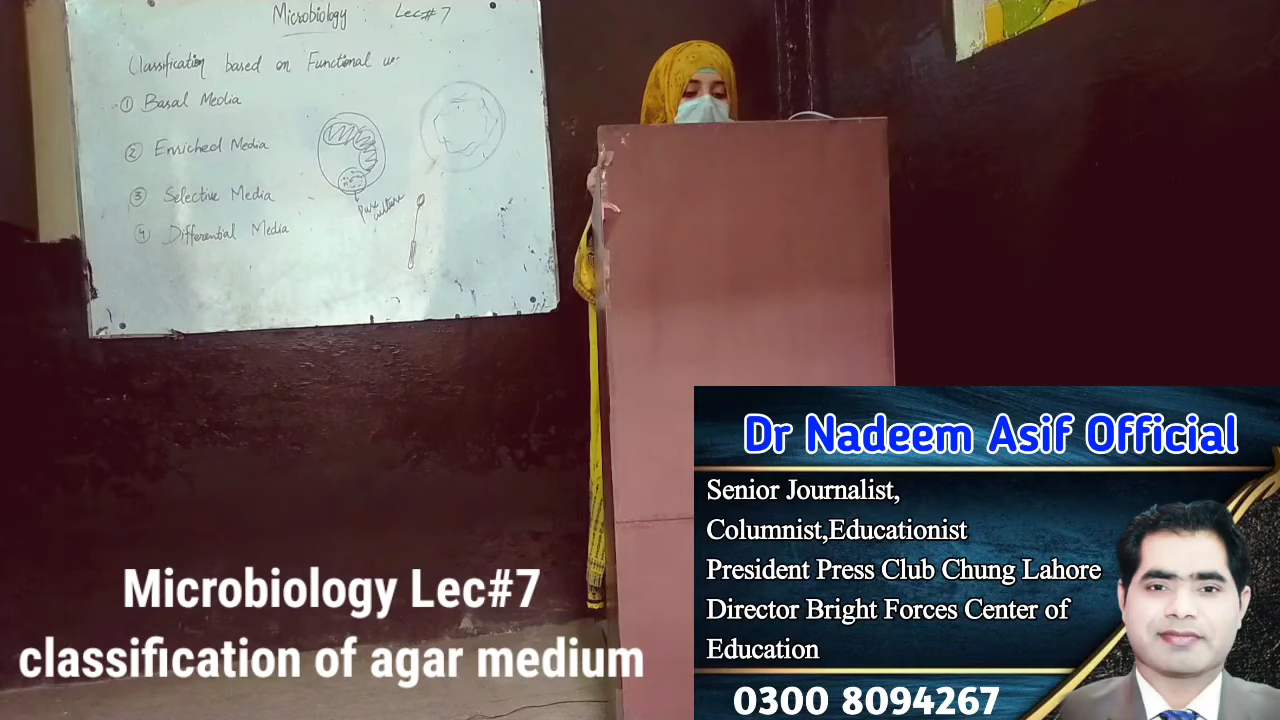 Microbiology Lec# 7
Classification based on Functional
① Basal Media
② Enriched Media
③ Selective Media
④ Differential Media
pure
culture
Microbiology Lec#7
classification of agar medium
Dr Nadeem Asif Official
Senior Journalist,
Columnist,Educationist
President Press Club Chung Lahore
Director Bright Forces Center of
Education
0300 8094267